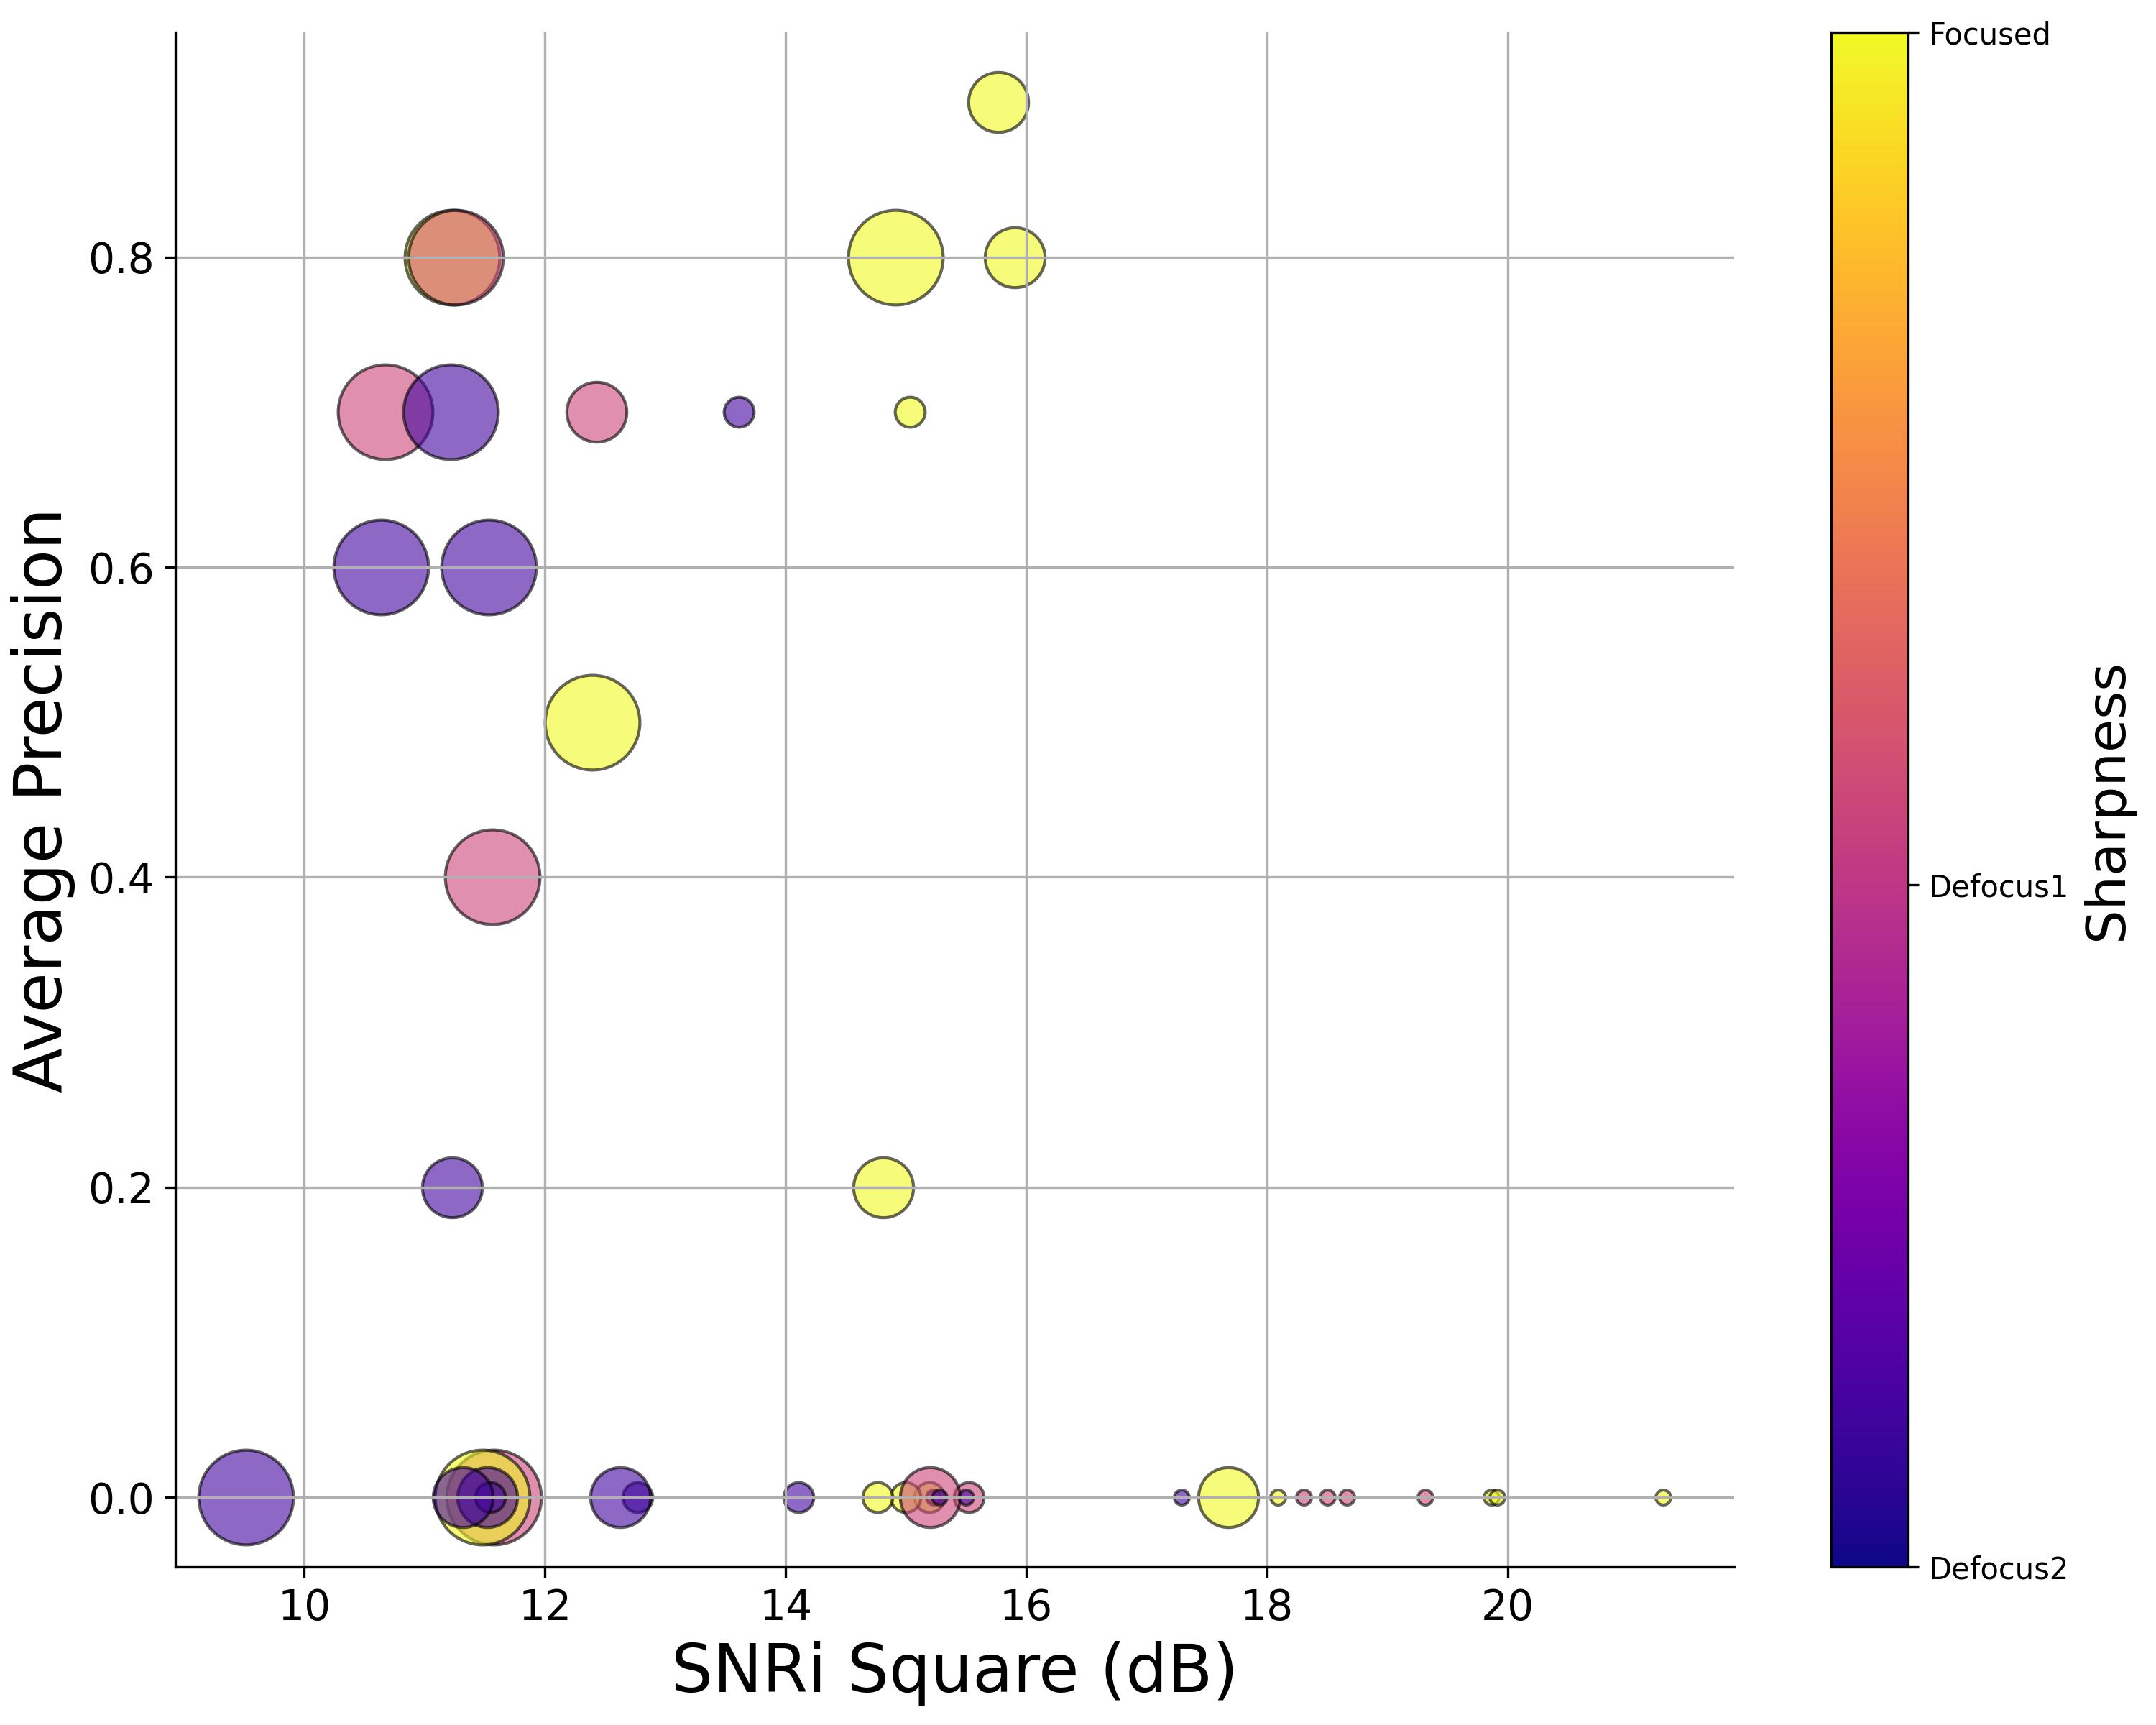 Average Precision
0.8
0.6
0.4
0.2
0.0
10 12 14 16 18 20
SNRi Square (dB)
Focused
Defocus1
Defocus2
Sharpness